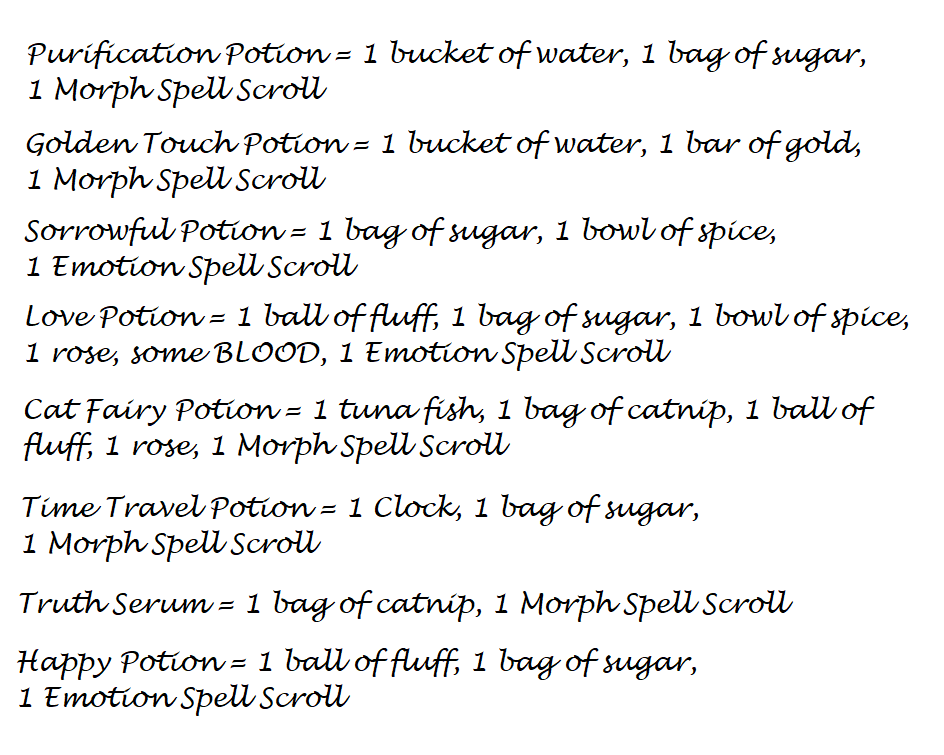 Purification Potion = 1 bucket of water, 1 bag of sugar,
1 Morph Spell Scroll
Golden Touch Potion = 1 bucket of water, 1 bar of gold,
1 Morph Spell Scroll
Sorrowful Potion = 1 bag of sugar, 1 bowl of spice,
1 Emotion Spell Scroll
Love Potion = 1 ball of fluff, 1 bag of sugar, 1 bowl of spice,
1 rose, some BLOOD, 1 Emotion Spell Scroll
Cat Fairy Potion = 1 tuna fish, 1 bag of catnip, 1 ball of
fluff, 1 rose, 1 Morph Spell Scroll
Time Travel Potion = 1 Clock, 1 bag of sugar,
1 Morph Spell Scroll
Truth Serum = 1 bag of catnip, 1 Morph Spell Scroll
Happy Potion = 1 ball of fluff, 1 bag of sugar,
1 Emotion Spell Scroll